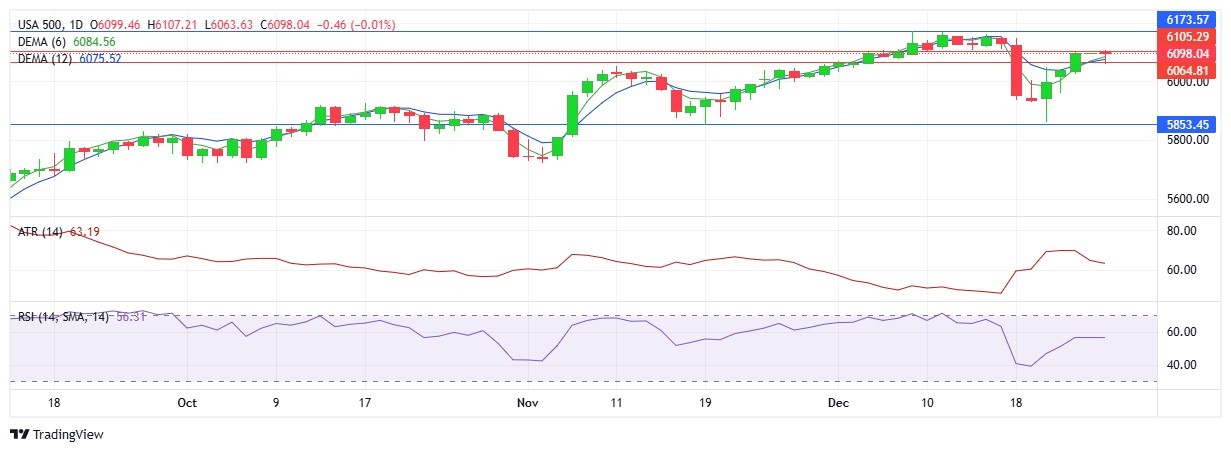 USA 500, 1D O6099.46 H6107.21 L6063.63 C6098.04 −0.46 (−0.01%)
DEMA (6) 6084.56
DEMA (12) 6075.52
6173.57
6105.29
6098.04
6064.81
6000.00
5853.45
5800.00
5600.00
ATR (14) 63.19
80.00
60.00
RSI (14, SMA, 14) 56.31
60.00
40.00
18 Oct 9 17 Nov 11 19 Dec 10 18
TradingView